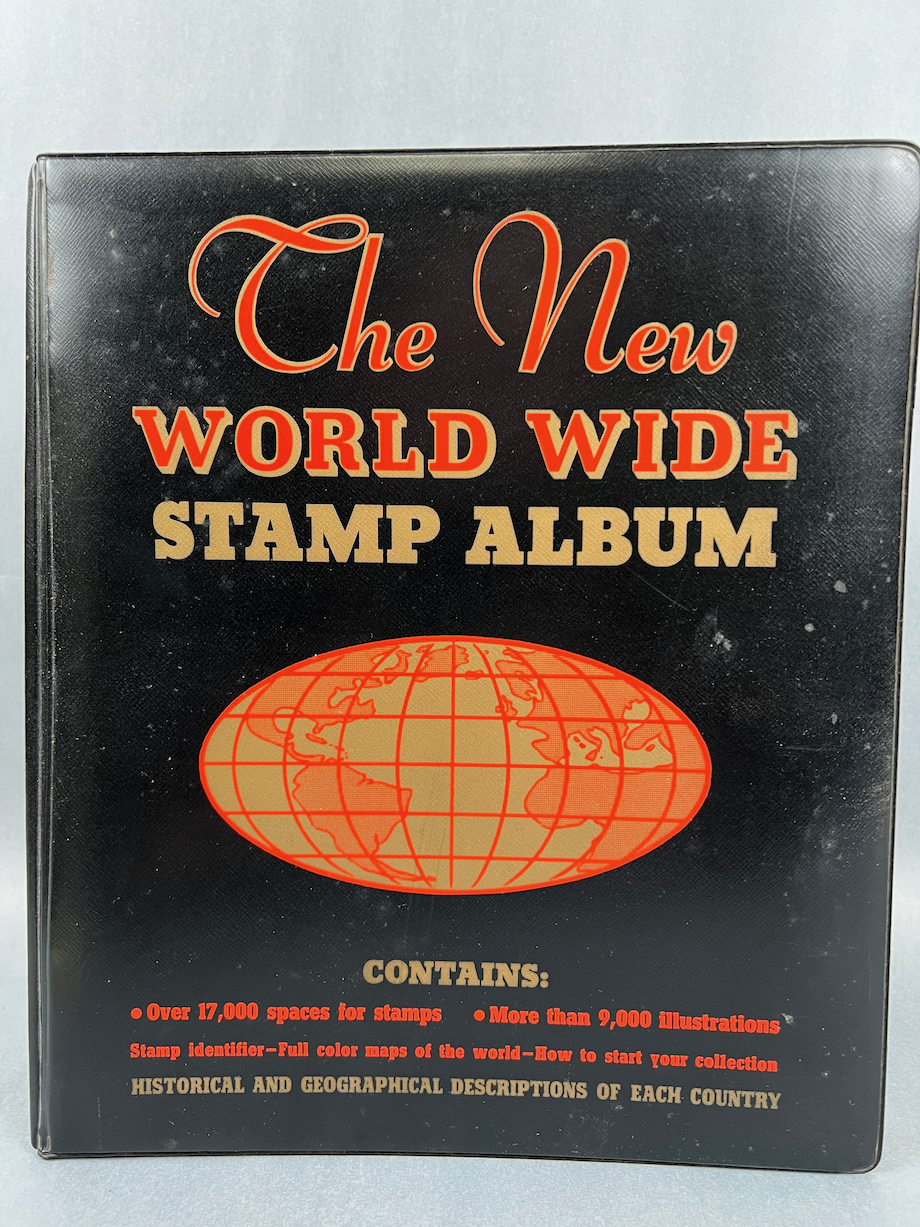 The New
WORLD WIDE
STAMP ALBUM
CONTAINS:
• Over 17,000 spaces for stamps • More than 9,000 illustrations
Stamp identifier–Full color maps of the world–How to start your collection
HISTORICAL AND GEOGRAPHICAL DESCRIPTIONS OF EACH COUNTRY